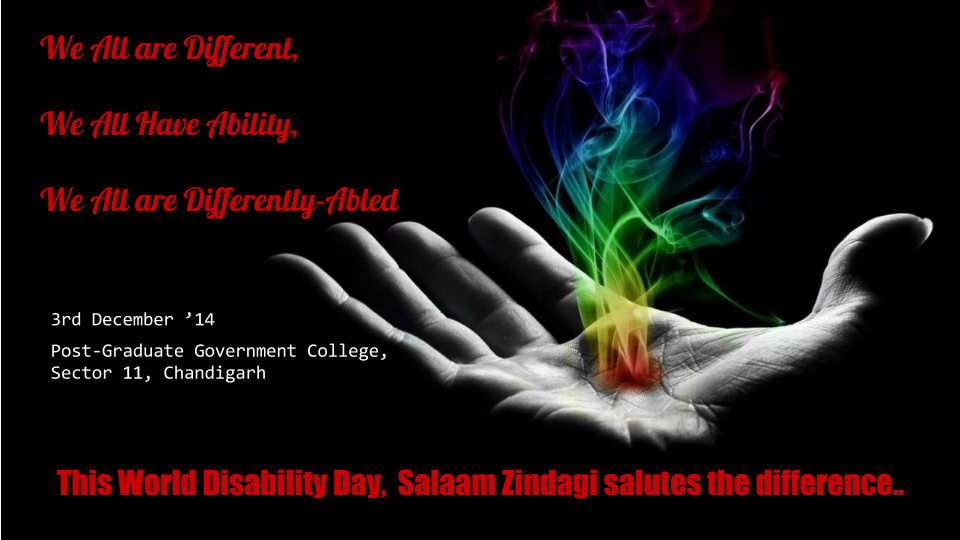 We All are Different,
We All Have Ability,
We All are Differently-Abled
3rd December ’14
Post-Graduate Government College,
Sector 11, Chandigarh
This World Disability Day,  Salaam Zindagi salutes the difference..